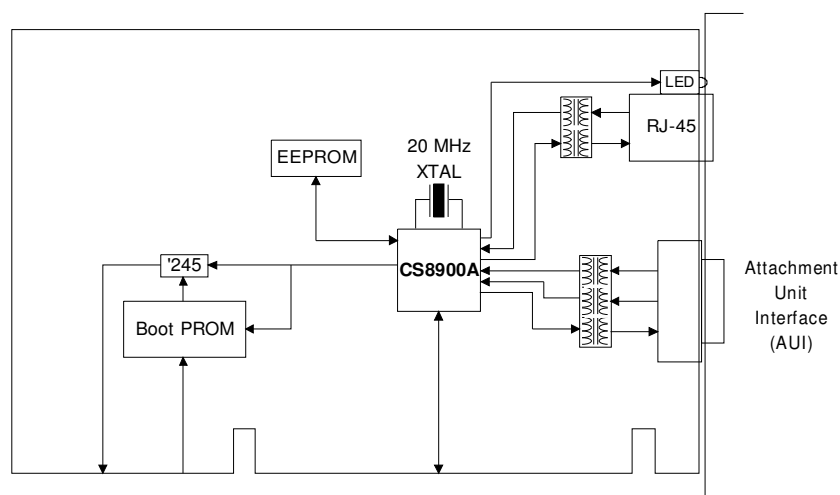 LED
RJ-45
20 MHz
XTAL
EEPROM
'245
CS8900A
Boot PROM
Attachment
Unit
Interface
(AUI)